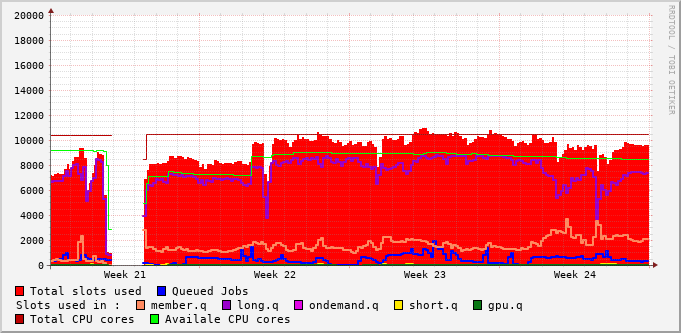 20000
18000
16000
14000
12000
10000
8000
6000
4000
2000
0
Week 21 Week 22 Week 23 Week 24
Total slots used Queued Jobs
Slots used in : member.q long.q ondemand.q short.q gpu.q
Total CPU cores Availale CPU cores
RRDTOOL / TOBI OETIKER